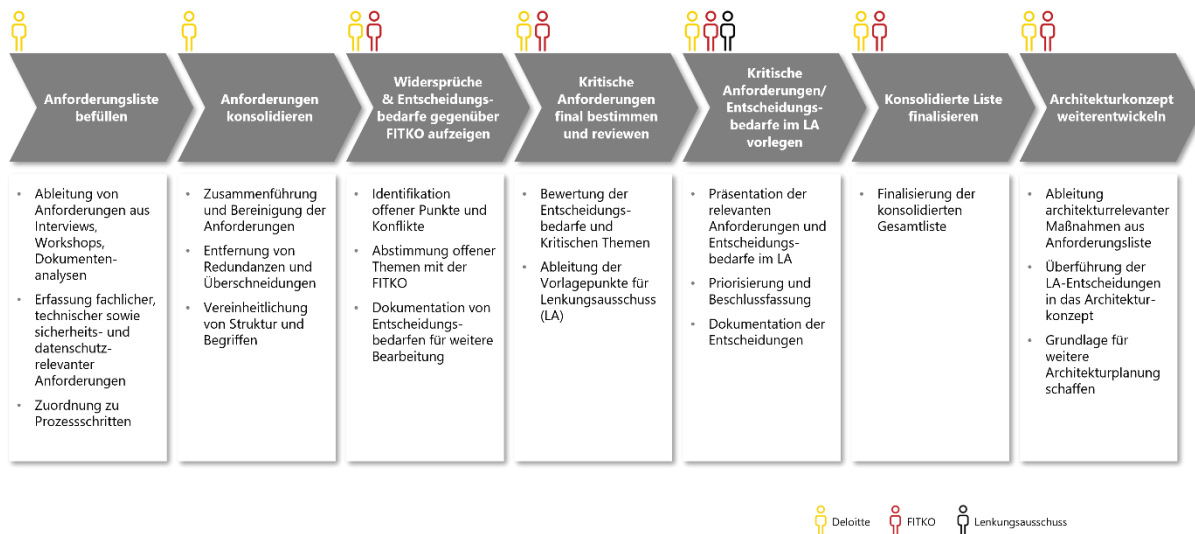 Anforderungsliste
befüllen
Anforderungen
konsolidieren
Widersprüche
& Entscheidungs-
bedarfe gegenüber
FITKO aufzeigen
Kritische
Anforderungen
final bestimmen
und reviewen
Kritische
Anforderungen/
Entscheidungs-
bedarfe im LA
vorlegen
Konsolidierte Liste
finalisieren
Architekturkonzept
weiterentwickeln
• Ableitung von
Anforderungen aus
Interviews,
Workshops,
Dokumenten-
analysen
• Erfassung fachlicher,
technischer sowie
sicherheits- und
datenschutz-
relevanter
Anforderungen
• Zuordnung zu
Prozessschritten
• Zusammenführung
und Bereinigung der
Anforderungen
• Entfernung von
Redundanzen und
Überschneidungen
• Vereinheitlichung
von Struktur und
Begriffen
• Identifikation
offener Punkte und
Konflikte
• Abstimmung offener
Themen mit der
FITKO
• Dokumentation von
Entscheidungs-
bedarfen für weitere
Bearbeitung
• Bewertung der
Entscheidungs-
bedarfe und
Kritischen Themen
• Ableitung der
Vorlagepunkte für
Lenkungsausschuss
(LA)
• Präsentation der
relevanten
Anforderungen und
Entscheidungs-
bedarfe im LA
• Priorisierung und
Beschlussfassung
• Dokumentation der
Entscheidungen
• Finalisierung der
konsolidierten
Gesamtliste
• Ableitung
architekturrelevanter
Maßnahmen aus
Anforderungsliste
• Überführung der
LA-Entscheidungen
in das Architektur-
konzept
• Grundlage für
weitere
Architekturplanung
schaffen
Deloitte
FITKO
Lenkungsausschuss